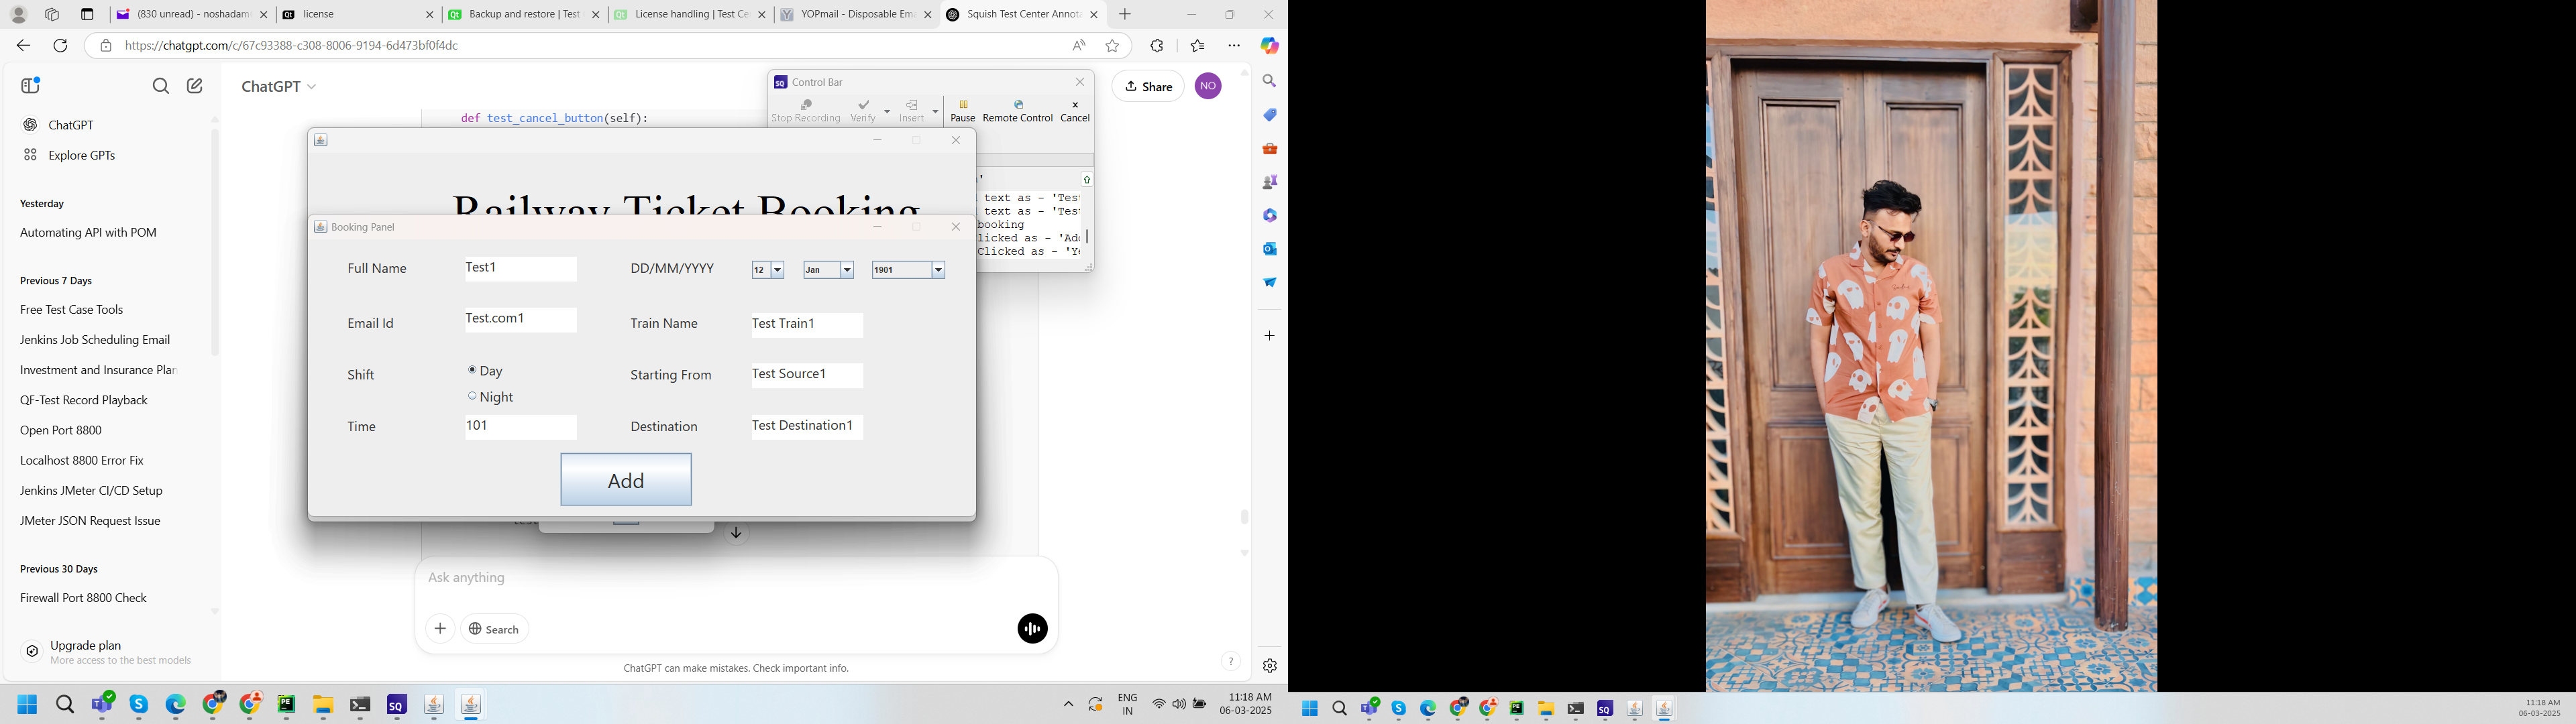 (830 unread) - noshadam
license
Backup and restore | Test
License handling | Test Ce
YOPmail - Disposable Ema
Squish Test Center Annota
https://chatgpt.com/c/67c93388-c308-8006-9194-6d473bf0f4dc
ChatGPT
Share
NO
ChatGPT
Explore GPTs
Yesterday
Automating API with POM
Previous 7 Days
Free Test Case Tools
Jenkins Job Scheduling Email
Investment and Insurance Plan
QF-Test Record Playback
Open Port 8800
Localhost 8800 Error Fix
Jenkins JMeter CI/CD Setup
JMeter JSON Request Issue
Previous 30 Days
Firewall Port 8800 Check
Upgrade plan
More access to the best models
def test_cancel_button(self):
Control Bar
Stop Recording Verify Insert Pause Remote Control Cancel
text as - 'Tes
text as - 'Tes
booking
licked as - 'Ad
Clicked as - 'Y
Railway Ticket Booking
Booking Panel
Full Name Test1 DD/MM/YYYY 12 Jan 1901
Email Id Test.com1 Train Name Test Train1
Shift Day Starting From Test Source1
Night
Time 101 Destination Test Destination1
Add
Ask anything
Search
ChatGPT can make mistakes. Check important info.
?
ENG
IN
11:18 AM
06-03-2025
11:18 AM
06-03-2025